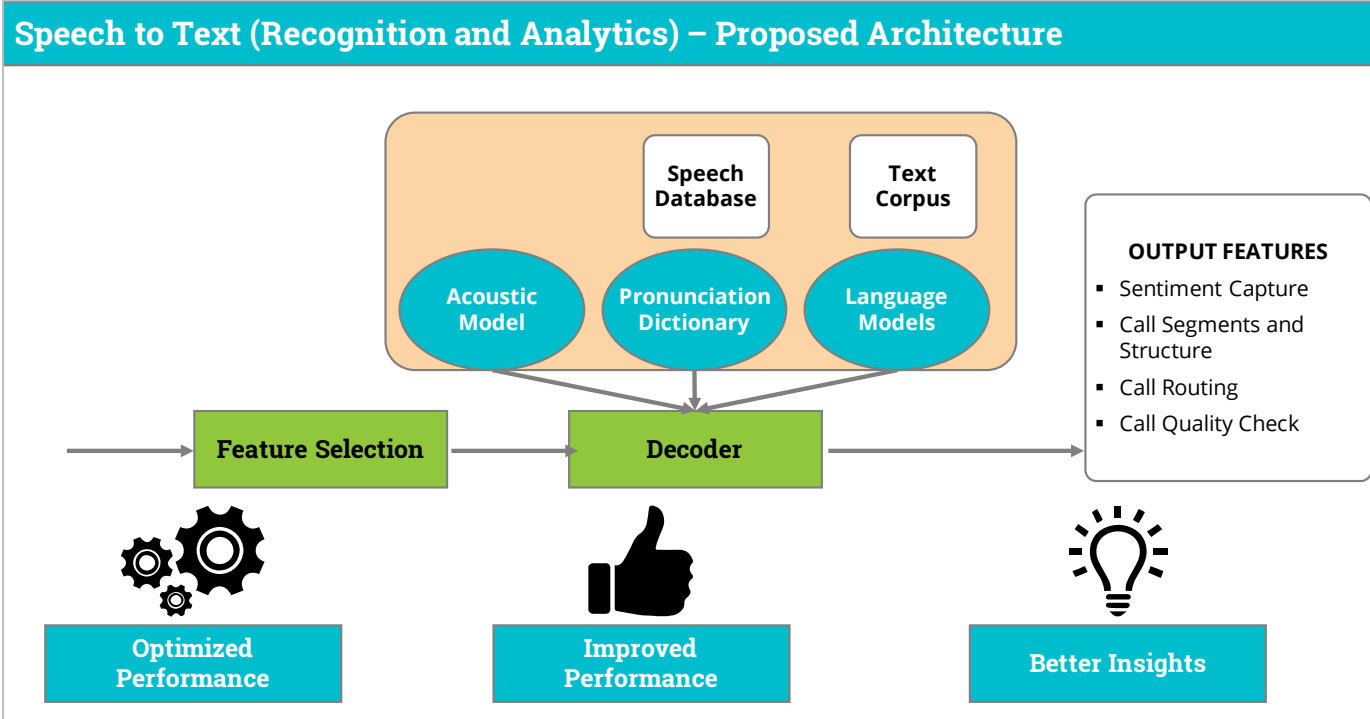 Speech to Text (Recognition and Analytics) – Proposed Architecture
Speech
Database
Text
Corpus
Acoustic
Model
Pronunciation
Dictionary
Language
Models
OUTPUT FEATURES
▪ Sentiment Capture
▪ Call Segments and
Structure
▪ Call Routing
▪ Call Quality Check
Feature Selection
Decoder
Optimized
Performance
Improved
Performance
Better Insights